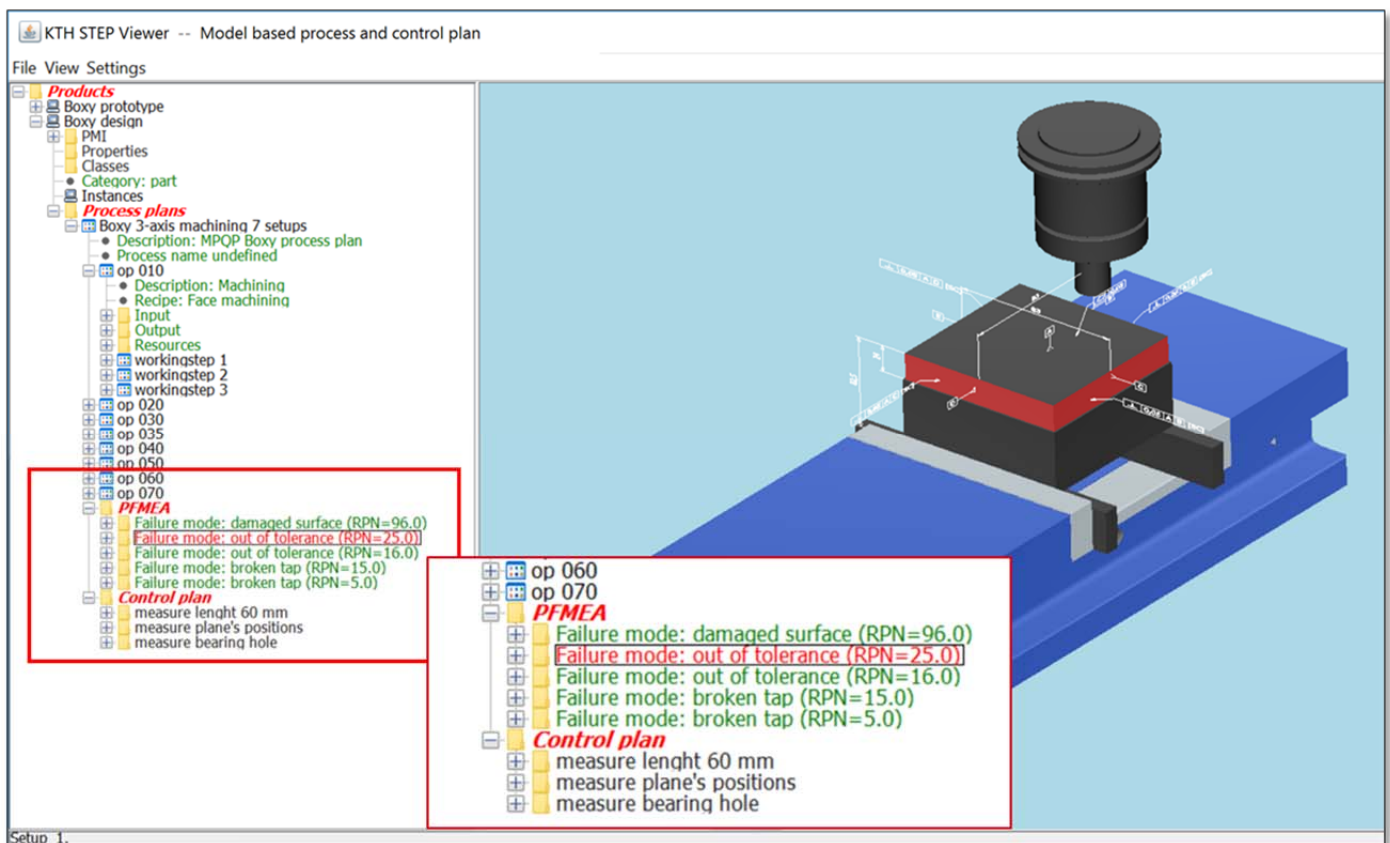 KTH STEP Viewer -- Model based process and control plan
File View Settings
Products
Boxy prototype
Boxy design
PMI
Properties
Classes
Category: part
Instances
Process plans
Boxy 3-axis machining 7 setups
Description: MPQP Boxy process plan
Process name undefined
op 010
Description: Machining
Recipe: Face machining
Input
Output
Resources
workingstep 1
workingstep 2
workingstep 3
op 020
op 030
op 035
op 040
op 050
op 060
op 070
PFMEA
Failure mode: damaged surface (RPN=96.0)
Failure mode: out of tolerance (RPN=25.0)
Failure mode: out of tolerance (RPN=16.0)
Failure mode: broken tap (RPN=15.0)
Failure mode: broken tap (RPN=5.0)
Control plan
measure lenght 60 mm
measure plane's positions
measure bearing hole
op 060
op 070
PFMEA
Failure mode: damaged surface (RPN=96.0)
Failure mode: out of tolerance (RPN=25.0)
Failure mode: out of tolerance (RPN=16.0)
Failure mode: broken tap (RPN=15.0)
Failure mode: broken tap (RPN=5.0)
Control plan
measure lenght 60 mm
measure plane's positions
measure bearing hole
Setup 1.